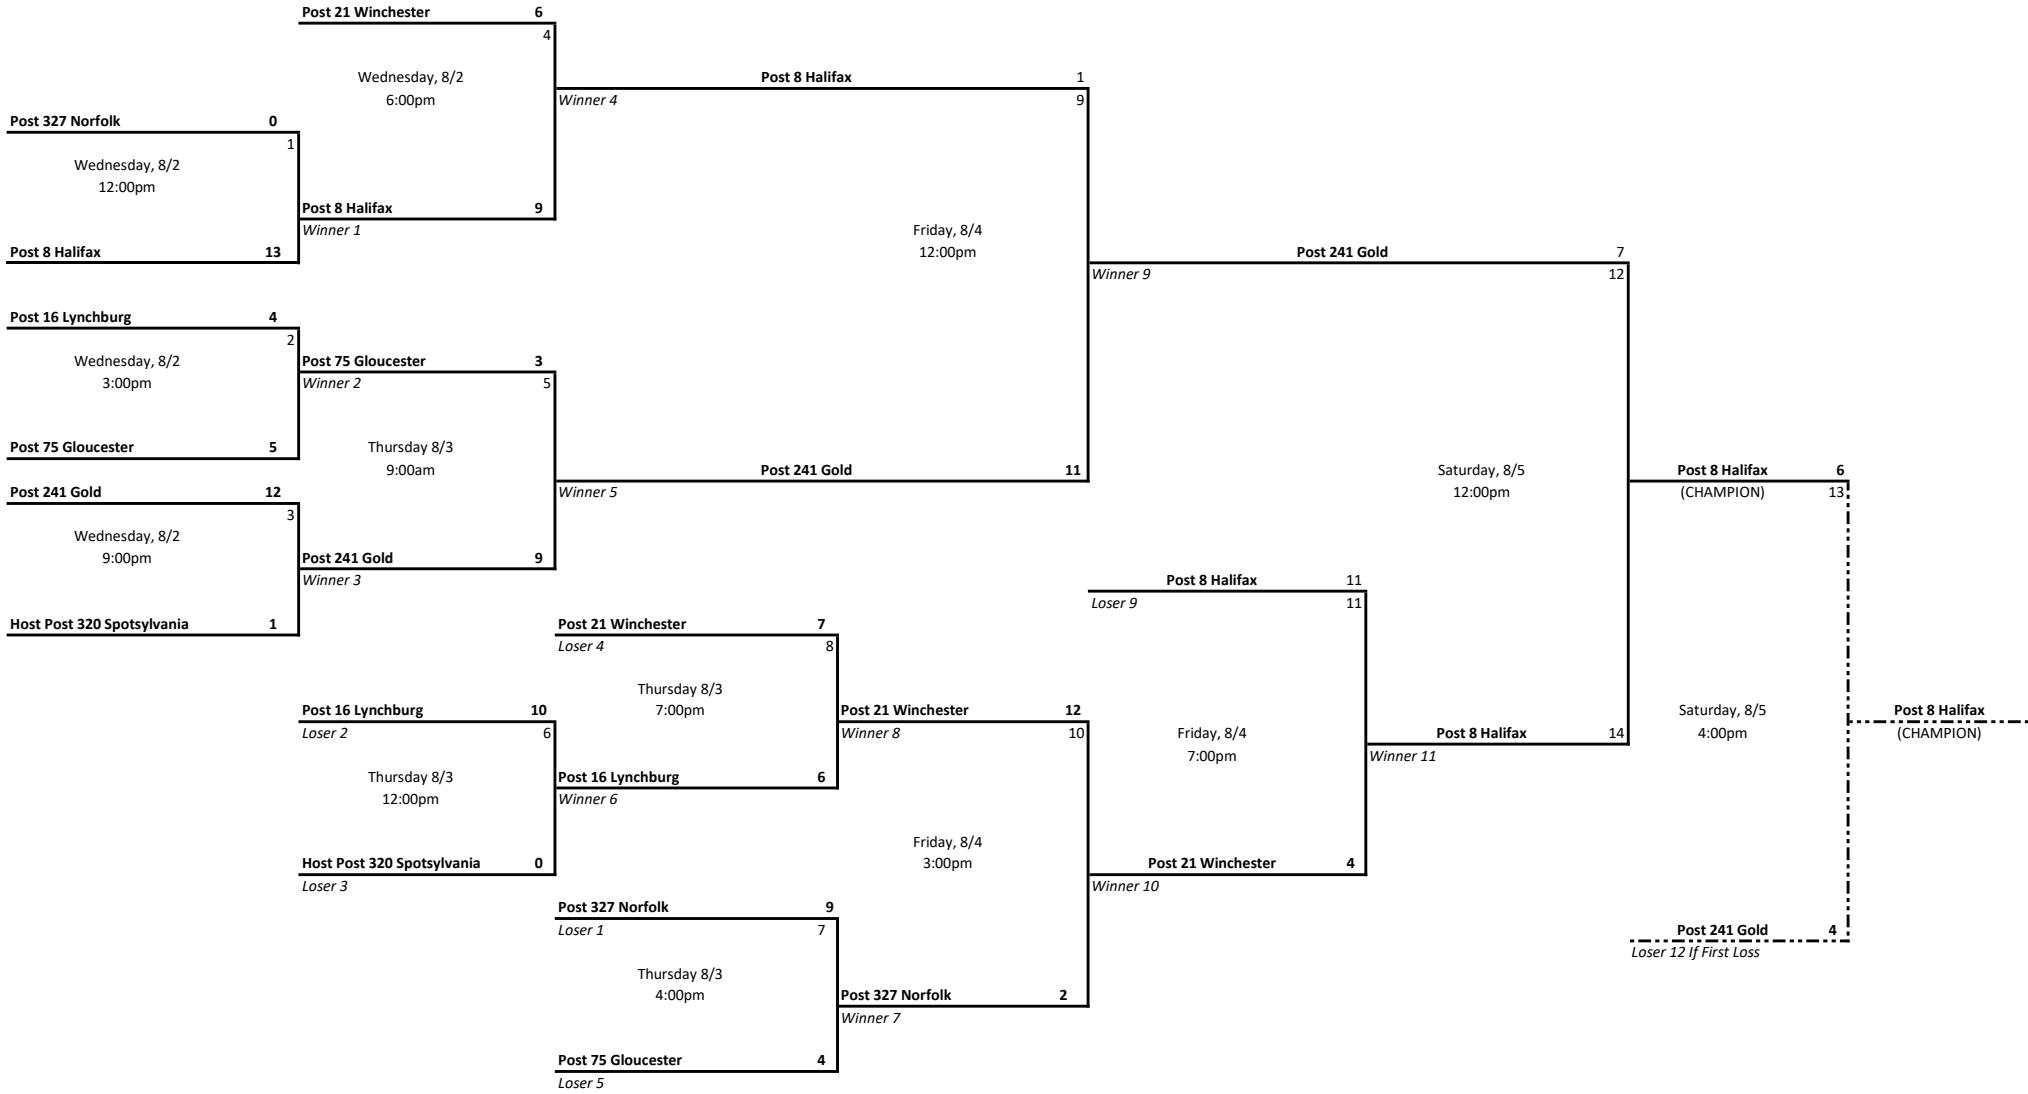 Post 21 Winchester 6
4
Wednesday, 8/2
6:00pm
Post 8 Halifax 1
Winner 4 9
Post 327 Norfolk 0
1
Wednesday, 8/2
12:00pm
Post 8 Halifax 9
Winner 1
Post 8 Halifax 13
Friday, 8/4
12:00pm
Post 241 Gold 7
Winner 9 12
Post 16 Lynchburg 4
2
Wednesday, 8/2
3:00pm
Post 75 Gloucester 3
Winner 2 5
Post 75 Gloucester 5
Thursday 8/3
9:00am
Post 241 Gold 11
Winner 5
Saturday, 8/5
12:00pm
Post 8 Halifax 6
(CHAMPION) 13
Post 241 Gold 12
3
Wednesday, 8/2
9:00pm
Post 241 Gold 9
Winner 3
Post 8 Halifax 11
Loser 9 11
Host Post 320 Spotsylvania 1
Post 21 Winchester 7
Loser 4 8
Thursday 8/3
7:00pm
Post 16 Lynchburg 10
Loser 2 6
Post 21 Winchester 12
Winner 8 10
Friday, 8/4
7:00pm
Post 8 Halifax 14
Winner 11
Saturday, 8/5
4:00pm
Post 8 Halifax
(CHAMPION)
Thursday 8/3
12:00pm
Post 16 Lynchburg 6
Winner 6
Friday, 8/4
3:00pm
Host Post 320 Spotsylvania 0
Loser 3
Post 21 Winchester 4
Winner 10
Post 327 Norfolk 9
Loser 1 7
Post 241 Gold 4
Loser 12 If First Loss
Thursday 8/3
4:00pm
Post 327 Norfolk 2
Winner 7
Post 75 Gloucester 4
Loser 5